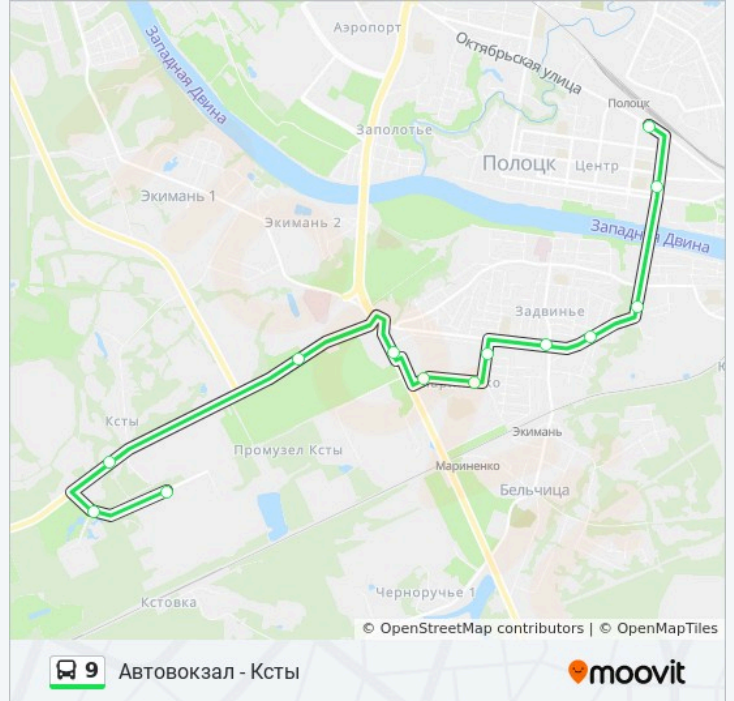 Аэропорт
Октябрьская улица
Западная Двина
Полоцк
Заполотье
Полоцк
Центр
Экимань 1
Экимань 2
Западная Двина
Задвинье
Ксты
Экимань
Промузел Ксты
Мариненко
Бельчица
Черноручье 1
Кстовка
© OpenStreetMap contributors | © OpenMapTiles
9 Автовокзал - Ксты
moovit